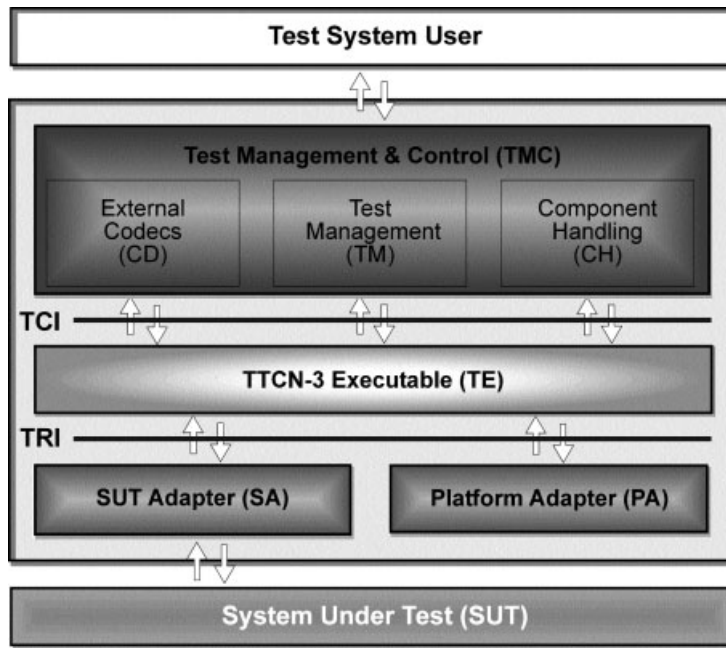 Test System User
Test Management & Control (TMC)
External
Codecs
(CD)
Test
Management
(TM)
Component
Handling
(CH)
TCI
TTCN-3 Executable (TE)
TRI
SUT Adapter (SA)
Platform Adapter (PA)
System Under Test (SUT)